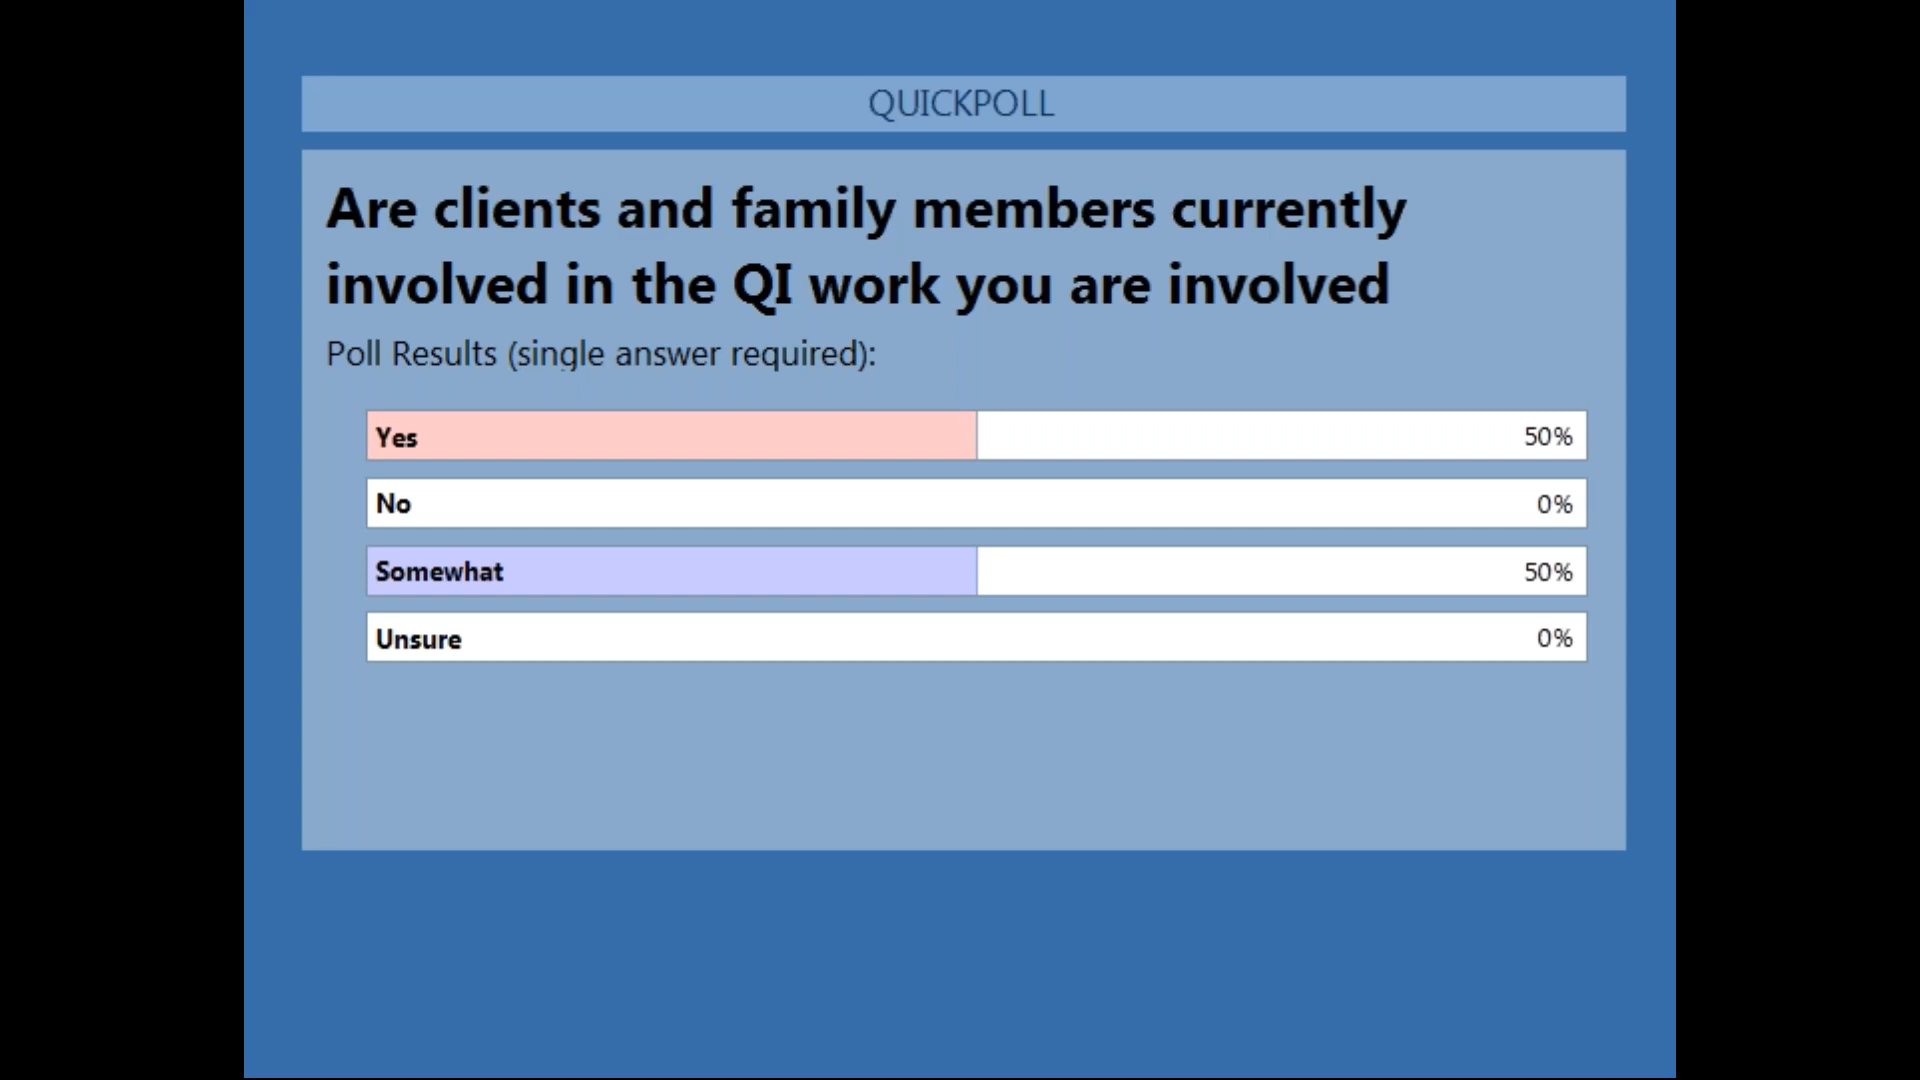 QUICKPOLL
Are clients and family members currently
involved in the QI work you are involved
Poll Results (single answer required):
Yes 50%
No 0%
Somewhat 50%
Unsure 0%